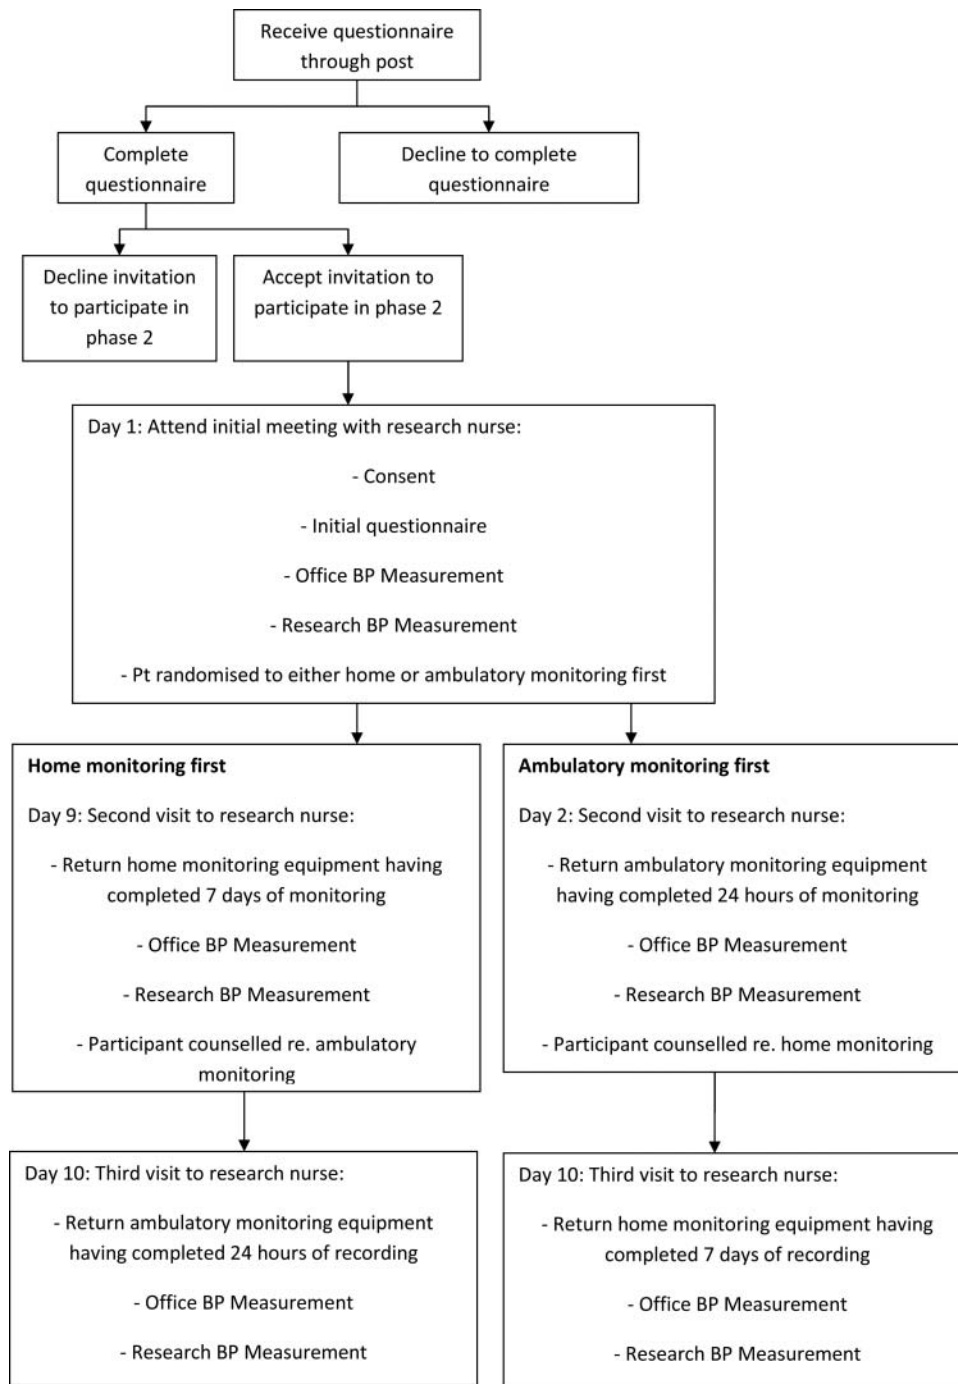 Receive questionnaire
through post
Complete
questionnaire
Decline to complete
questionnaire
Decline invitation
to participate in
phase 2
Accept invitation to
participate in phase 2
Day 1: Attend initial meeting with research nurse:
- Consent
- Initial questionnaire
- Office BP Measurement
- Research BP Measurement
- Pt randomised to either home or ambulatory monitoring first
Home monitoring first
Day 9: Second visit to research nurse:
- Return home monitoring equipment having
completed 7 days of monitoring
- Office BP Measurement
- Research BP Measurement
- Participant counselled re. ambulatory
monitoring
Ambulatory monitoring first
Day 2: Second visit to research nurse:
- Return ambulatory monitoring equipment
having completed 24 hours of monitoring
- Office BP Measurement
- Research BP Measurement
- Participant counselled re. home monitoring
Day 10: Third visit to research nurse:
- Return ambulatory monitoring equipment
having completed 24 hours of recording
- Office BP Measurement
- Research BP Measurement
Day 10: Third visit to research nurse:
- Return home monitoring equipment having
completed 7 days of recording
- Office BP Measurement
- Research BP Measurement